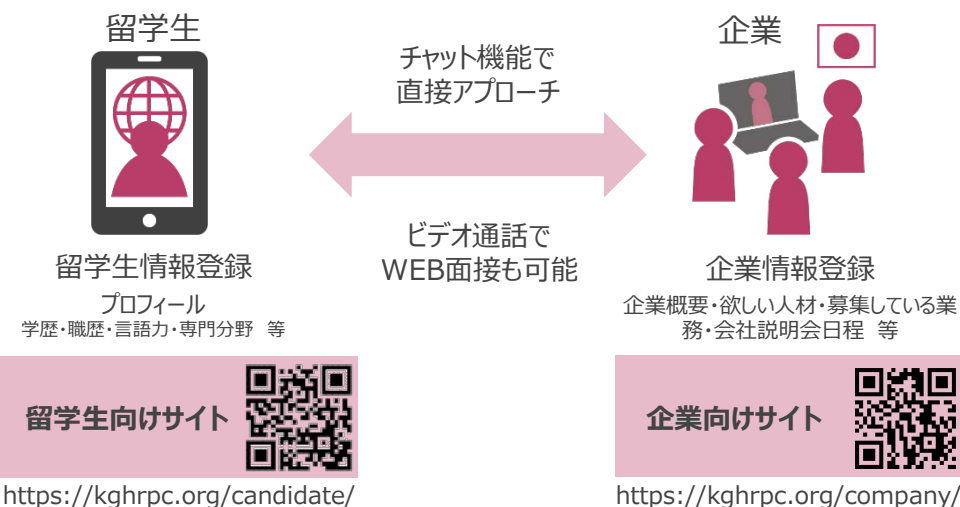 留学生
チャット機能で
直接アプローチ
ビデオ通話で
WEB面接も可能
企業
留学生情報登録
プロフィール
学歴・職歴・言語力・専門分野　等
企業情報登録
企業概要・欲しい人材・募集している業
務・会社説明会日程　等
留学生向けサイト
https://kghrpc.org/candidate/
企業向けサイト
https://kghrpc.org/company/